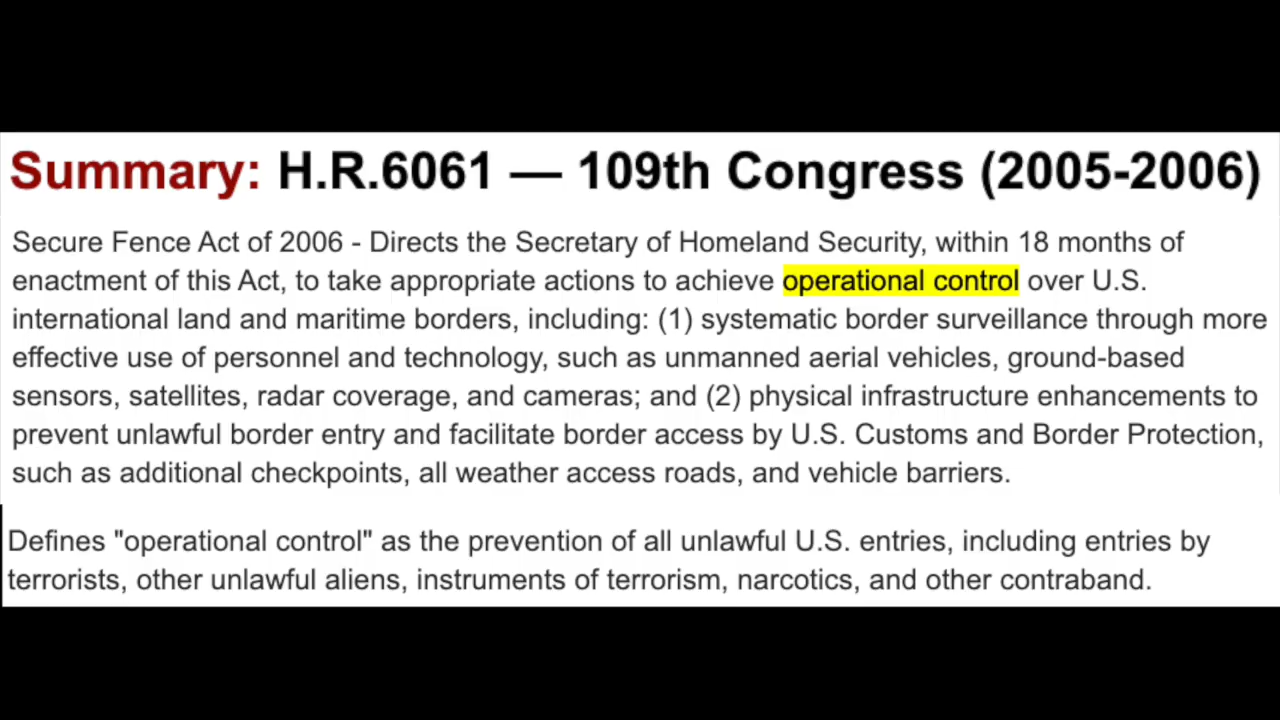 Summary: H.R.6061 — 109th Congress (2005-2006)
Secure Fence Act of 2006 - Directs the Secretary of Homeland Security, within 18 months of
enactment of this Act, to take appropriate actions to achieve operational control over U.S.
international land and maritime borders, including: (1) systematic border surveillance through more
effective use of personnel and technology, such as unmanned aerial vehicles, ground-based
sensors, satellites, radar coverage, and cameras; and (2) physical infrastructure enhancements to
prevent unlawful border entry and facilitate border access by U.S. Customs and Border Protection,
such as additional checkpoints, all weather access roads, and vehicle barriers.
Defines "operational control" as the prevention of all unlawful U.S. entries, including entries by
terrorists, other unlawful aliens, instruments of terrorism, narcotics, and other contraband.